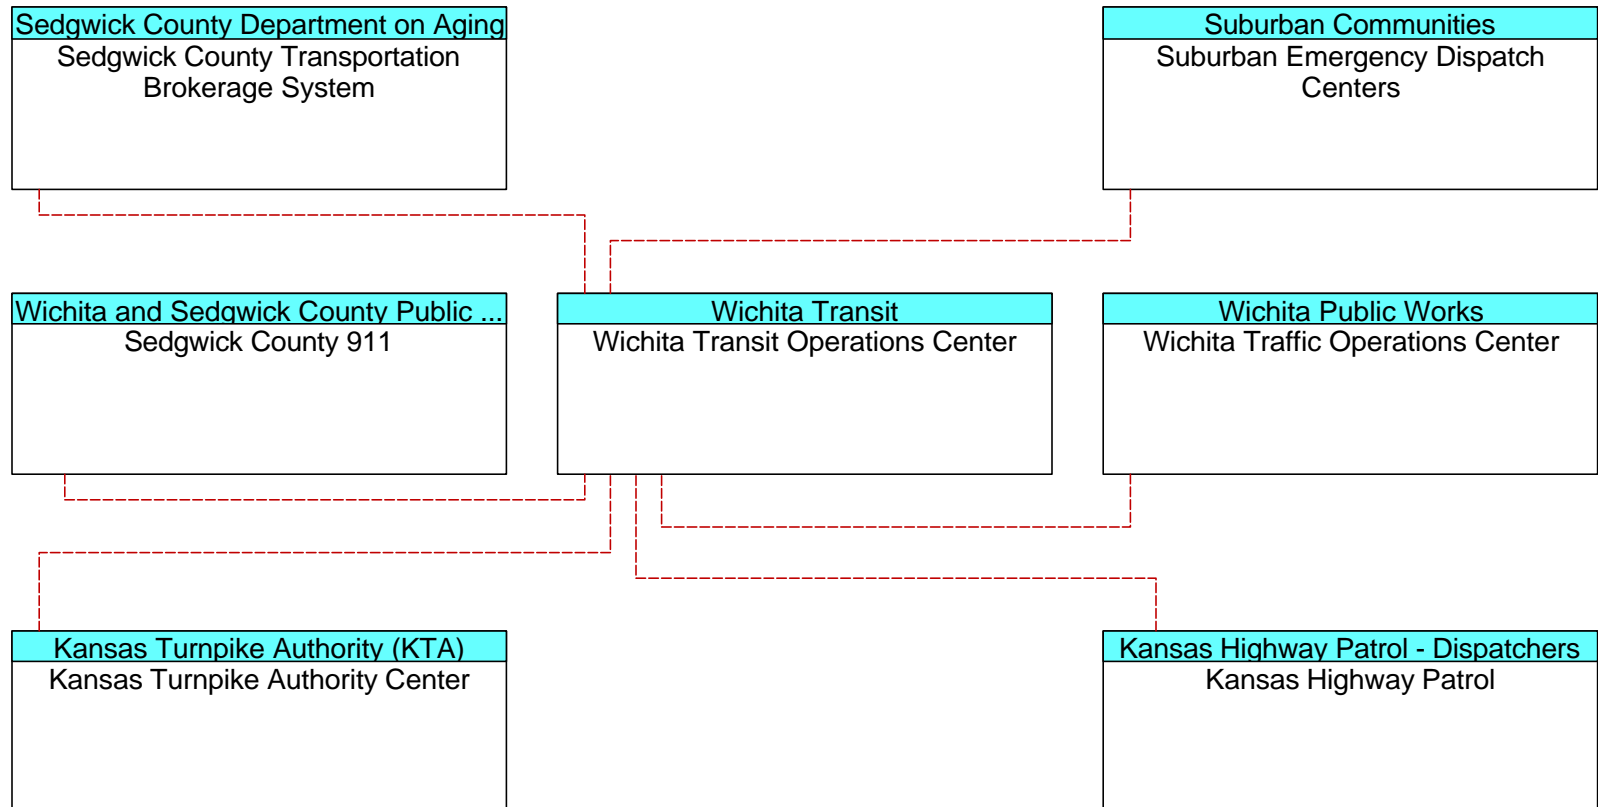 Sedgwick County Department on Aging
Sedgwick County Transportation
Brokerage System
Suburban Communities
Suburban Emergency Dispatch
Centers
Wichita and Sedgwick County Public ...
Sedgwick County 911
Wichita Transit
Wichita Transit Operations Center
Wichita Public Works
Wichita Traffic Operations Center
Kansas Turnpike Authority (KTA)
Kansas Turnpike Authority Center
Kansas Highway Patrol - Dispatchers
Kansas Highway Patrol